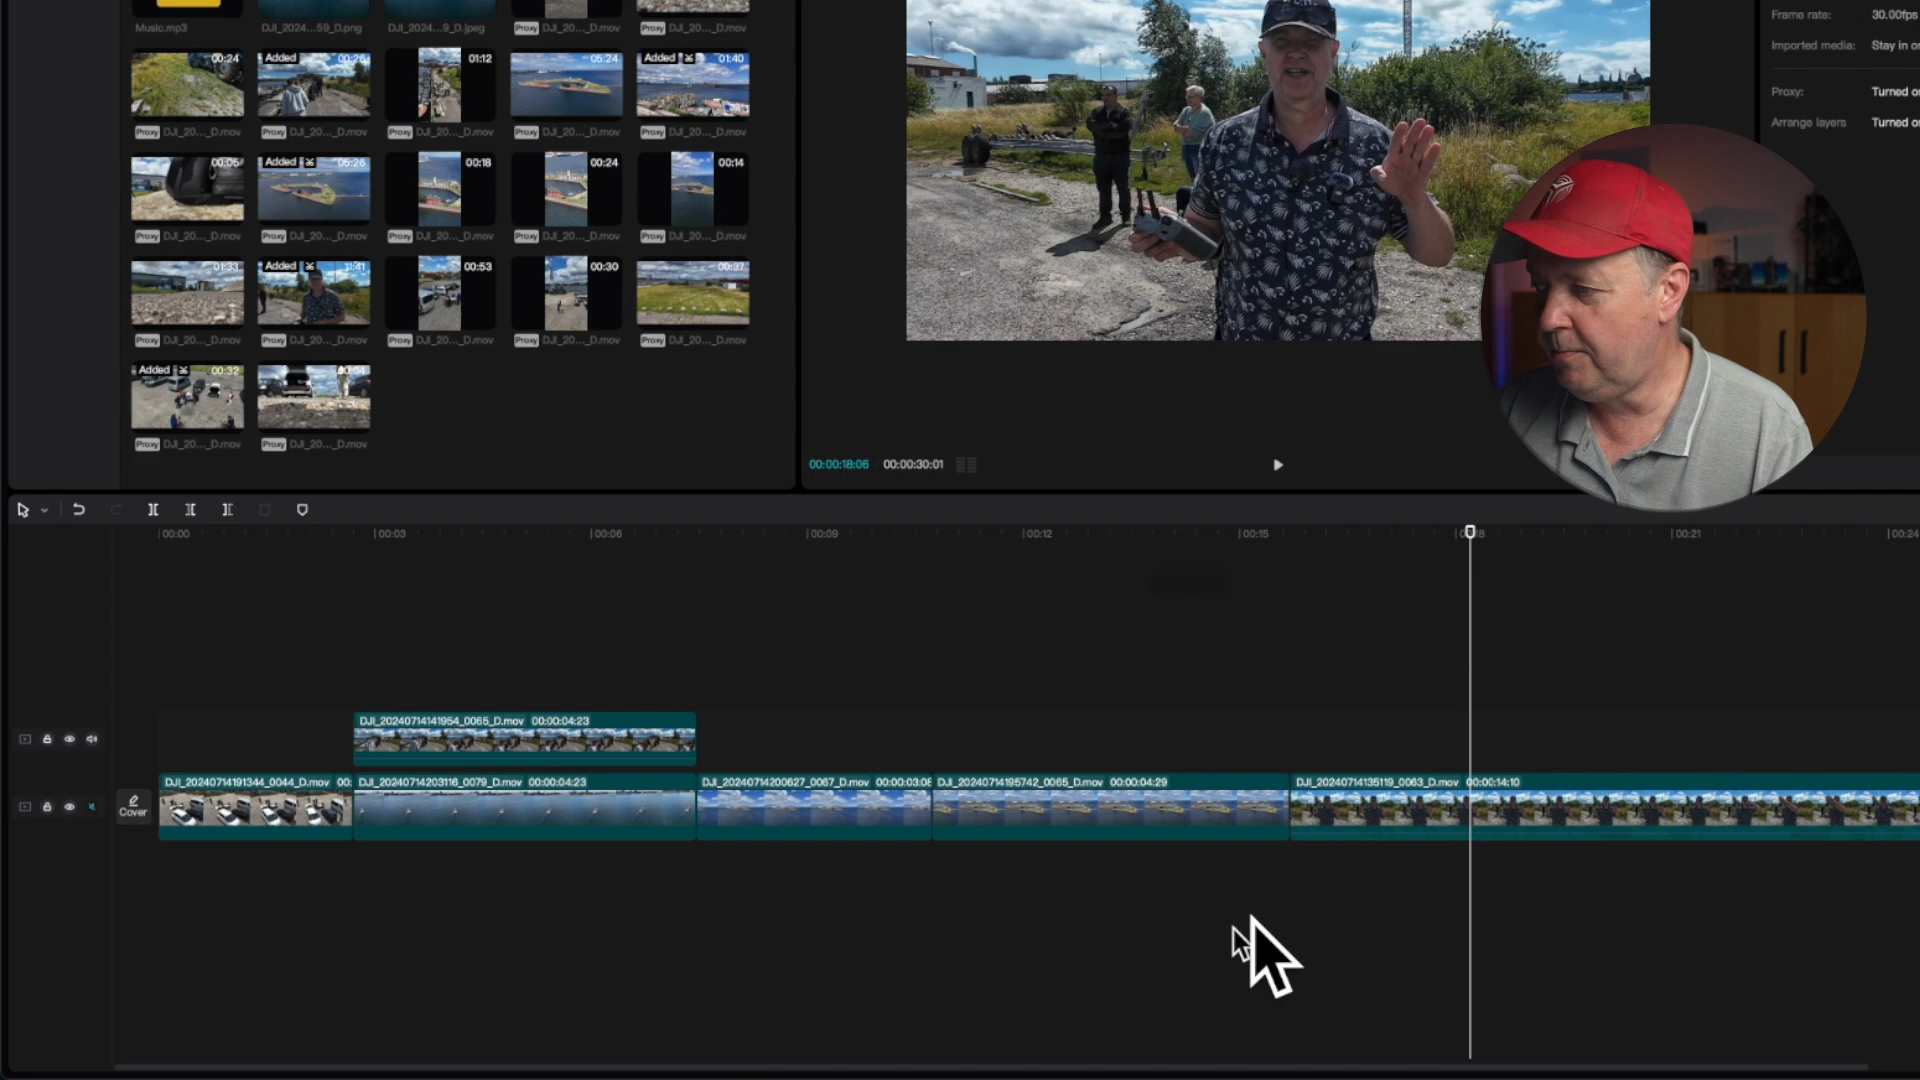 Music.mp3
DJI_2024...59_D.png
DJI_2024...9_D.jpeg
Proxy DJI_20..._D.mov
Proxy DJI_20..._D.mov
00:24
Added 00:26
01:12
05:24
Added 01:40
Proxy DJI_20..._D.mov
Proxy DJI_20..._D.mov
Proxy DJI_20..._D.mov
Proxy DJI_20..._D.mov
Proxy DJI_20..._D.mov
00:05
Added 05:26
00:18
00:24
00:14
Proxy DJI_20..._D.mov
Proxy DJI_20..._D.mov
Proxy DJI_20..._D.mov
Proxy DJI_20..._D.mov
Proxy DJI_20..._D.mov
01:33
Added 11:41
00:53
00:30
00:37
Proxy DJI_20..._D.mov
Proxy DJI_20..._D.mov
Proxy DJI_20..._D.mov
Proxy DJI_20..._D.mov
Proxy DJI_20..._D.mov
Added 00:32
Proxy DJI_20..._D.mov
Proxy DJI_20..._D.mov
Frame rate: 30.00fps
Imported media: Stay in or
Proxy: Turned o
Arrange layers Turned o
00:00:18:06 00:00:30:01
00:00 00:03 00:06 00:09 00:12 00:15 00:21 00:24
DJI_20240714141954_0065_D.mov 00:00:04:23
Cover
DJI_20240714191344_0044_D.mov 00:
DJI_20240714203116_0079_D.mov 00:00:04:23
DJI_20240714200627_0067_D.mov 00:00:03:08
DJI_20240714195742_0065_D.mov 00:00:04:29
DJI_20240714135119_0063_D.mov 00:00:14:10